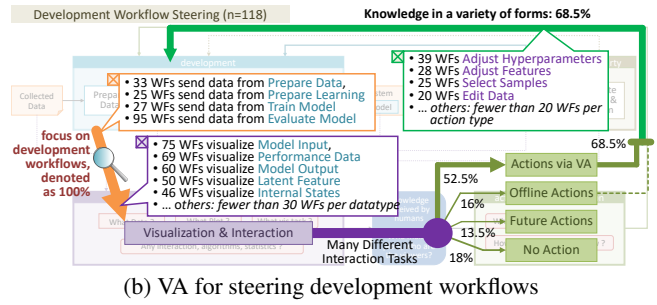 Development Workflow Steering (n=118)
Knowledge in a variety of forms: 68.5%
development
Collected
Data
Prepare
Data
• 33 WFs send data from Prepare Data,
• 25 WFs send data from Prepare Learning
• 27 WFs send data from Train Model
• 95 WFs send data from Evaluate Model
• 39 WFs Adjust Hyperparameters
• 28 WFs Adjust Features
• 25 WFs Select Samples
• 20 WFs Edit Data
• ... others: fewer than 20 WFs per
action type
focus on
development
workflows,
denoted
as 100%
• 75 WFs visualize Model Input,
• 69 WFs visualize Performance Data
• 60 WFs visualize Model Output
• 50 WFs visualize Latent Feature
• 46 WFs visualize Internal States
• ... others: fewer than 30 WFs per datatype
68.5%
Actions via VA
52.5%
Offline Actions
16%
Future Actions
13.5%
No Action
18%
Visualization & Interaction
Any interaction, algorithms, statistics ?
Many Different
Interaction Tasks
(b) VA for steering development workflows